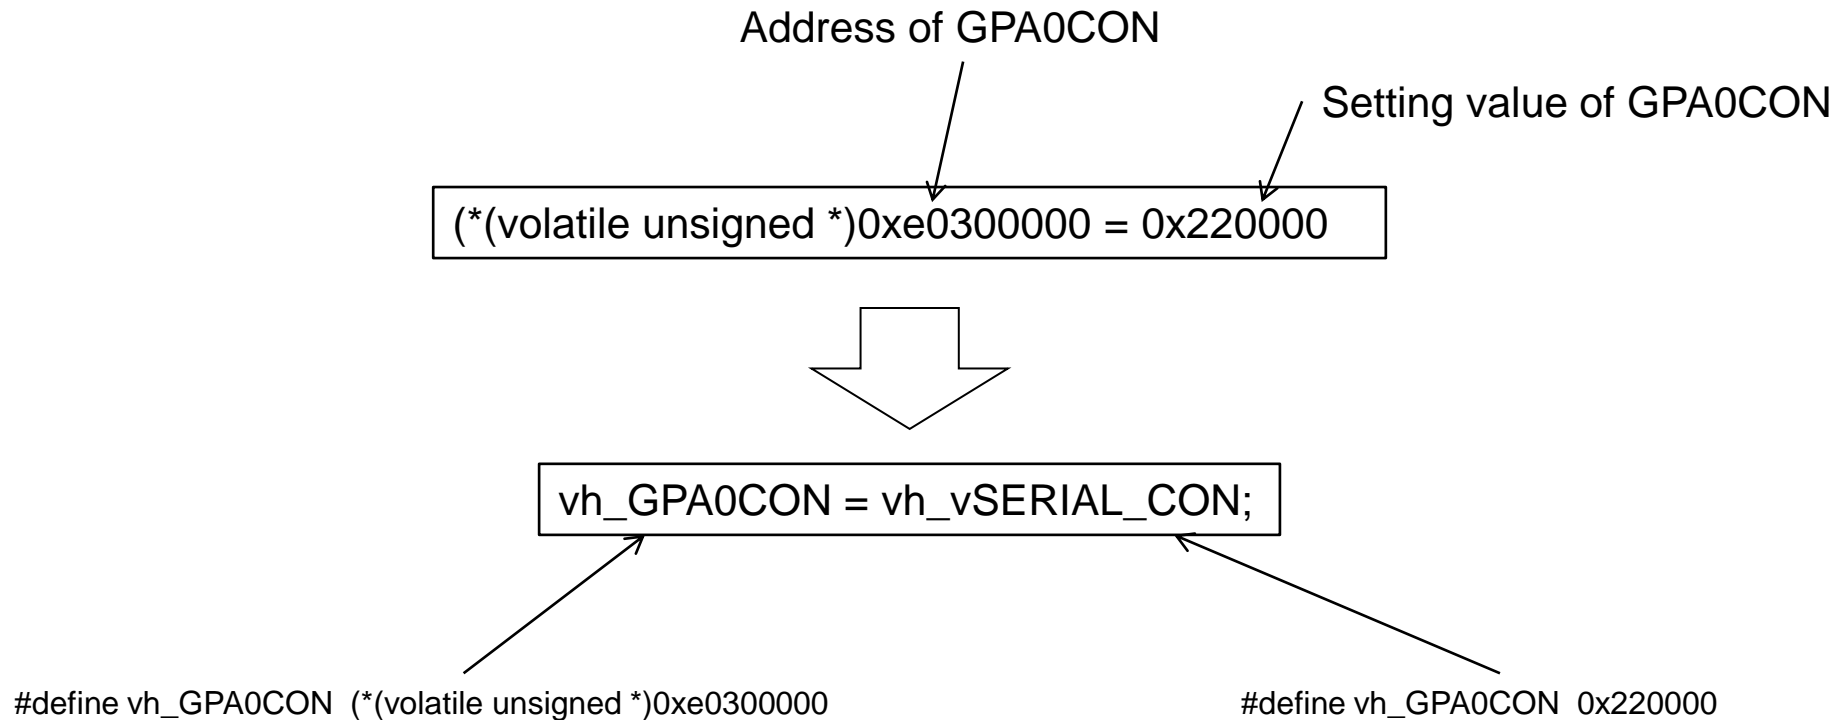 Address of GPA0CON
Setting value of GPA0CON
(*(volatile unsigned *)0xe0300000 = 0x220000
vh_GPA0CON = vh_vSERIAL_CON;
#define vh_GPA0CON (*(volatile unsigned *)0xe0300000
#define vh_GPA0CON 0x220000